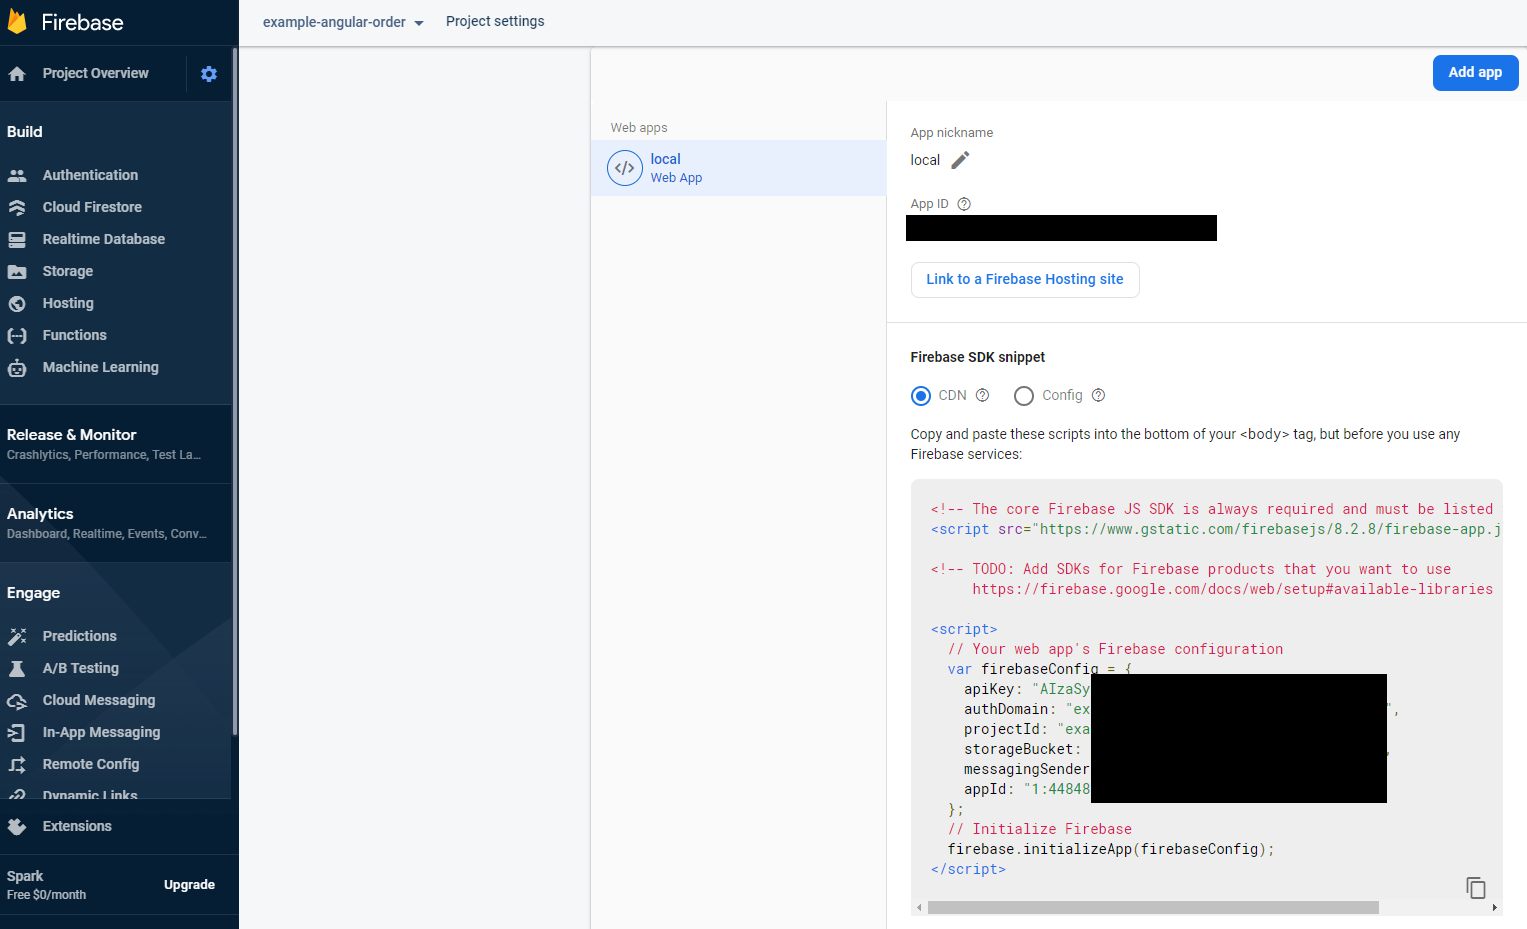 Firebase
example-angular-order
Project settings
Project Overview
Build
Authentication
Cloud Firestore
Realtime Database
Storage
Hosting
Functions
Machine Learning
Release & Monitor
Crashlytics, Performance, Test La...
Analytics
Dashboard, Realtime, Events, Conv...
Engage
Predictions
A/B Testing
Cloud Messaging
In-App Messaging
Remote Config
Dynamic Links
Extensions
Spark
Free $0/month
Upgrade
Add app
Web apps
</> local
Web App
App nickname
local
App ID
Link to a Firebase Hosting site
Firebase SDK snippet
CDN
Config
Copy and paste these scripts into the bottom of your <body> tag, but before you use any
Firebase services:
<!-- The core Firebase JS SDK is always required and must be listed
<script src="https://www.gstatic.com/firebasejs/8.2.8/firebase-app.j
<!-- TODO: Add SDKs for Firebase products that you want to use
https://firebase.google.com/docs/web/setup#available-libraries
<script>
// Your web app's Firebase configuration
var firebaseConfig = {
apiKey: "AIzaSy
authDomain: "ex ",
projectId: "exa
storageBucket: ,
messagingSender
appId: "1:44848
};
// Initialize Firebase
firebase.initializeApp(firebaseConfig);
</script>